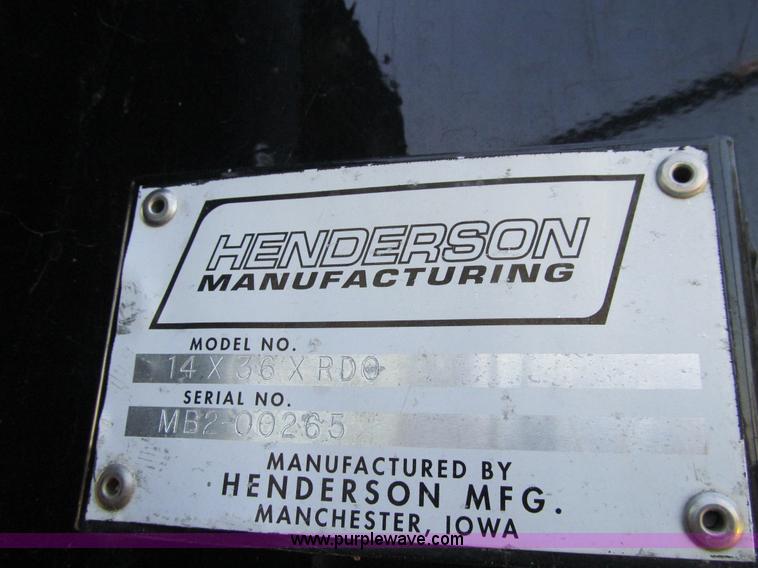 HENDERSON
MANUFACTURING
MODEL NO.
14 X 36 X RDO
SERIAL NO.
MB2-00265
MANUFACTURED BY
HENDERSON MFG.
MANCHESTER, IOWA
www.purplewave.com